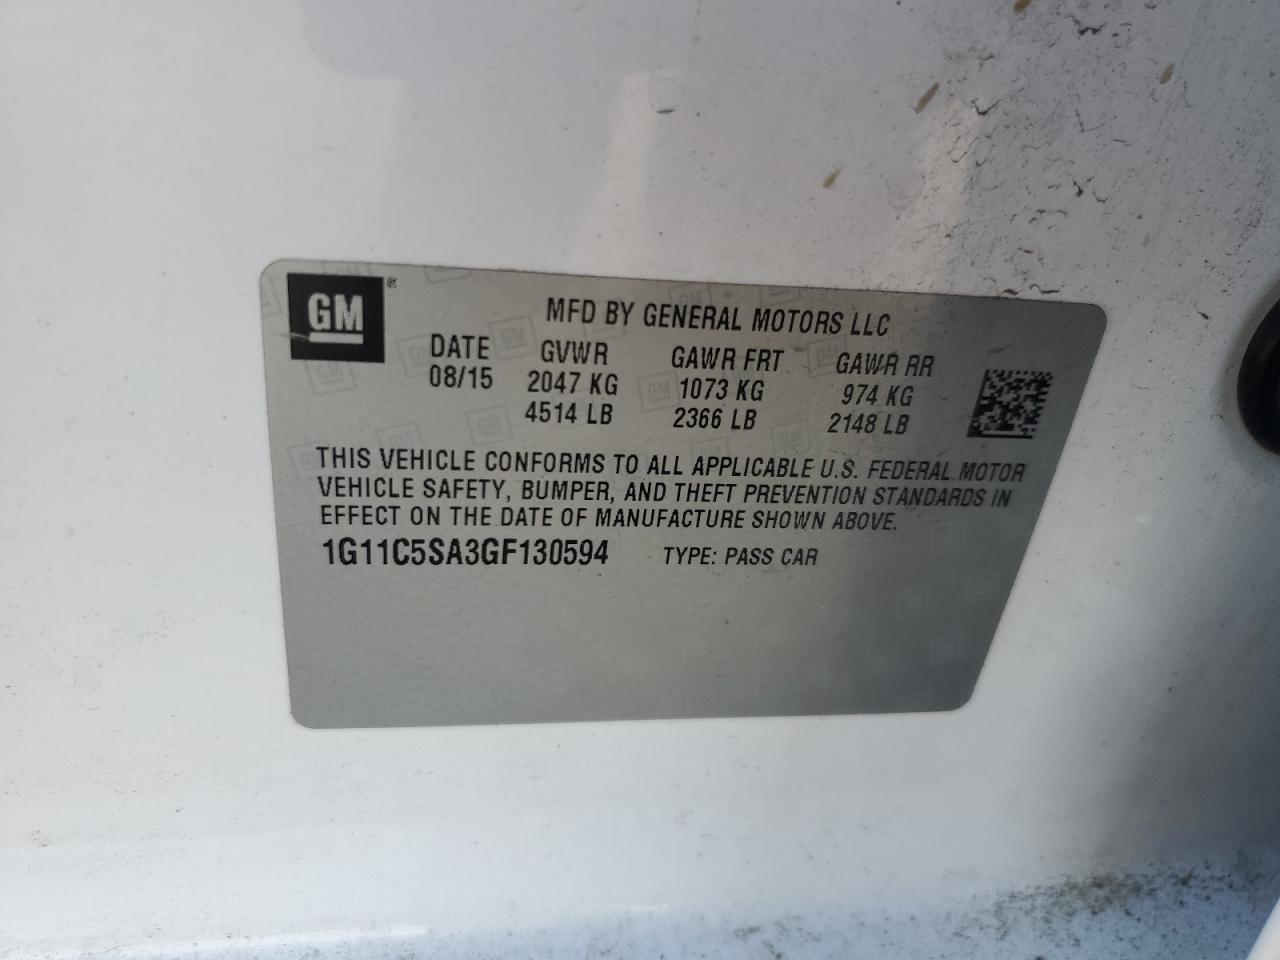 GM
MFD BY GENERAL MOTORS LLC
DATE GVWR GAWR FRT GAWR RR
08/15 2047 KG 1073 KG 974 KG
4514 LB 2366 LB 2148 LB
THIS VEHICLE CONFORMS TO ALL APPLICABLE U.S. FEDERAL MOTOR
VEHICLE SAFETY, BUMPER, AND THEFT PREVENTION STANDARDS IN
EFFECT ON THE DATE OF MANUFACTURE SHOWN ABOVE.
1G11C5SA3GF130594 TYPE: PASS CAR